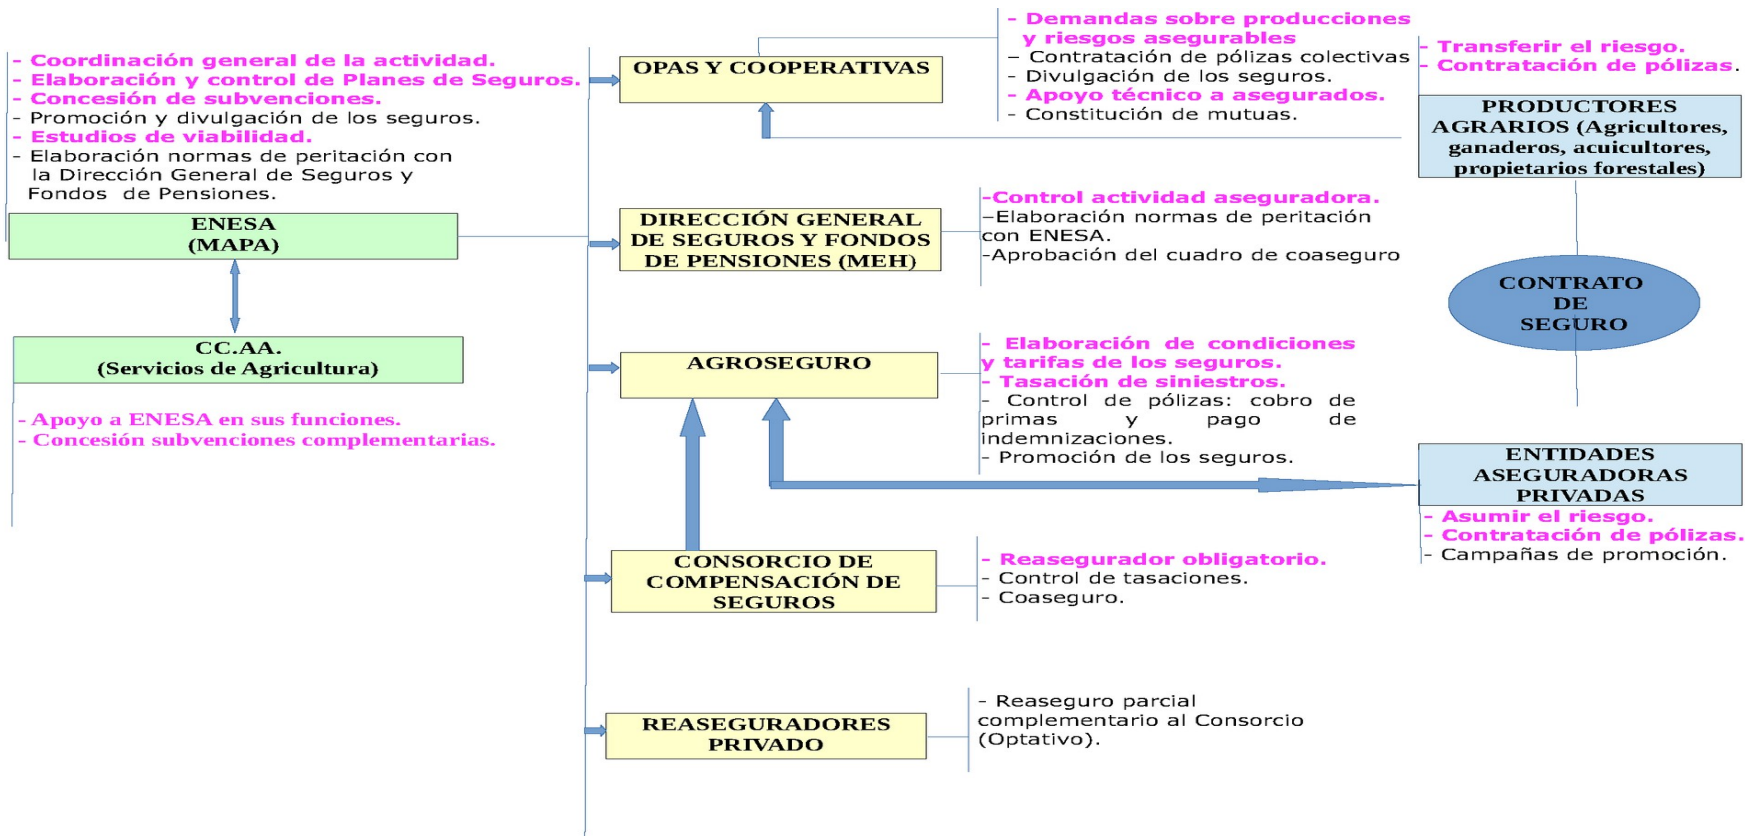 - Coordinación general de la actividad.
- Elaboración y control de Planes de Seguros.
- Concesión de subvenciones.
- Promoción y divulgación de los seguros.
- Estudios de viabilidad.
- Elaboración normas de peritación con
la Dirección General de Seguros y
Fondos de Pensiones.
ENESA
(MAPA)
CC.AA.
(Servicios de Agricultura)
- Apoyo a ENESA en sus funciones.
- Concesión subvenciones complementarias.
OPAS Y COOPERATIVAS
- Demandas sobre producciones
y riesgos asegurables
– Contratación de pólizas colectivas
- Divulgación de los seguros.
- Apoyo técnico a asegurados.
- Constitución de mutuas.
DIRECCIÓN GENERAL
DE SEGUROS Y FONDOS
DE PENSIONES (MEH)
-Control actividad aseguradora.
–Elaboración normas de peritación
con ENESA.
-Aprobación del cuadro de coaseguro
AGROSEGURO
- Elaboración de condiciones
y tarifas de los seguros.
- Tasación de siniestros.
- Control de pólizas: cobro de
primas y pago de
indemnizaciones.
- Promoción de los seguros.
CONSORCIO DE
COMPENSACIÓN DE
SEGUROS
- Reasegurador obligatorio.
- Control de tasaciones.
- Coaseguro.
REASEGURADORES
PRIVADO
- Reaseguro parcial
complementario al Consorcio
(Optativo).
- Transferir el riesgo.
- Contratación de pólizas.
PRODUCTORES
AGRARIOS (Agricultores,
ganaderos, acuicultores,
propietarios forestales)
CONTRATO
DE
SEGURO
ENTIDADES
ASEGURADORAS
PRIVADAS
- Asumir el riesgo.
- Contratación de pólizas.
- Campañas de promoción.